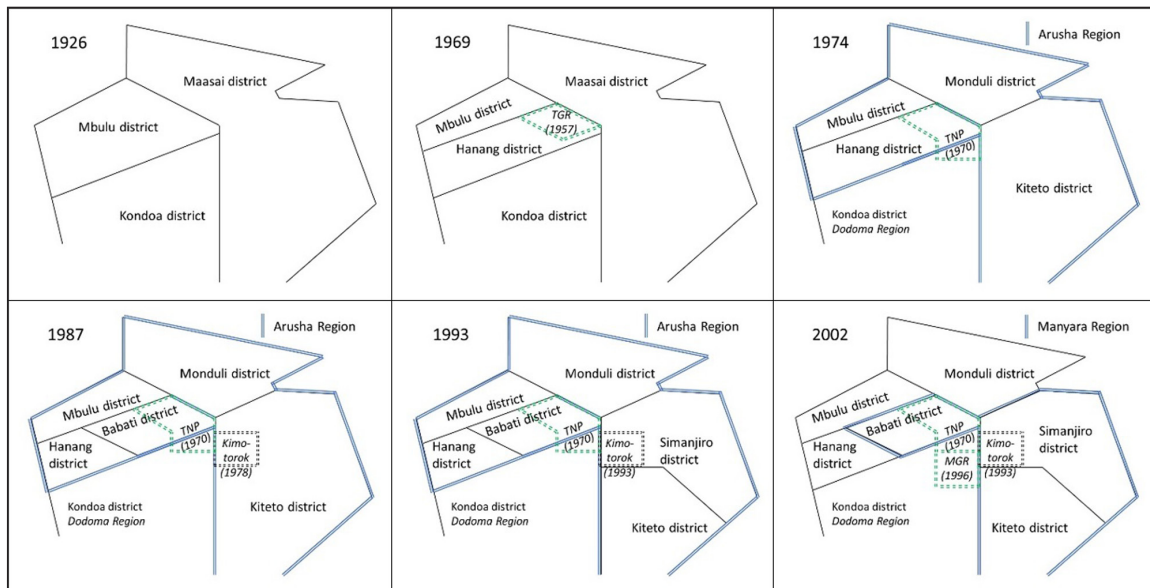 1926
Maasai district
Mbulu district
Kondoa district
1969
Maasai district
Mbulu district
TGR
(1957)
Hanang district
Kondoa district
1974
Arusha Region
Monduli district
Mbulu district
Hanang district
TNP
(1970)
Kiteto district
Kondoa district
Dodoma Region
1987
Arusha Region
Monduli district
Mbulu district
Babati district
TNP
(1970)
Hanang
district
Kimo-
torok
(1978)
Kondoa district
Dodoma Region
Kiteto district
1993
Arusha Region
Monduli district
Mbulu district
Babati district
TNP
(1970)
Hanang
district
Kimo-
torok
(1993)
Simanjiro
district
Kondoa district
Dodoma Region
Kiteto district
2002
Manyara Region
Monduli district
Mbulu district
Babati district
TNP
(1970)
Hanang
district
Kimo-
torok
(1993)
Simanjiro
district
MGR
(1996)
Kondoa district
Dodoma Region
Kiteto district